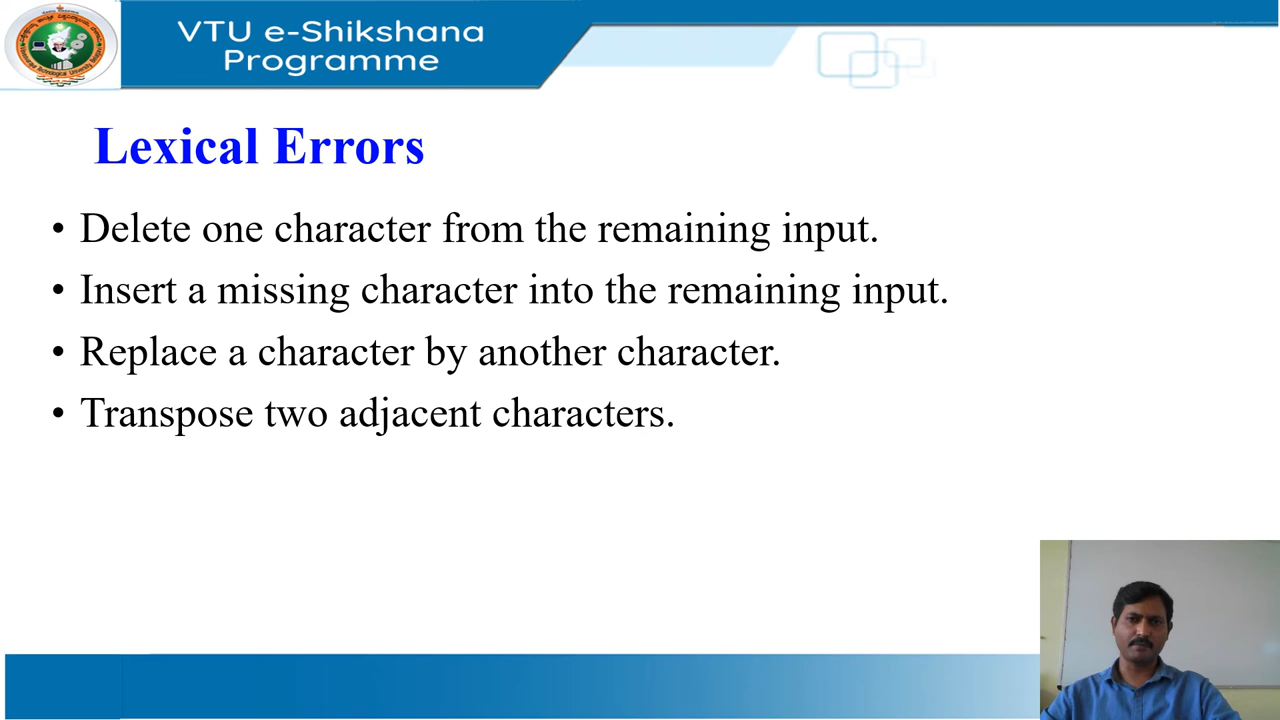 VTU e-Shikshana
Programme
Lexical Errors
• Delete one character from the remaining input.
• Insert a missing character into the remaining input.
• Replace a character by another character.
• Transpose two adjacent characters.